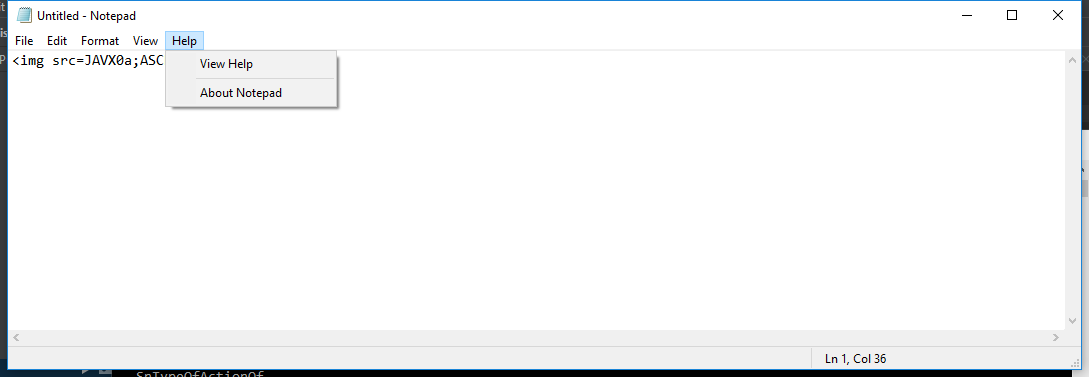 Untitled - Notepad
File Edit Format View Help
<img src=JAVX0a;ASC
View Help
About Notepad
Ln 1, Col 36
SpTypeOfActionOf